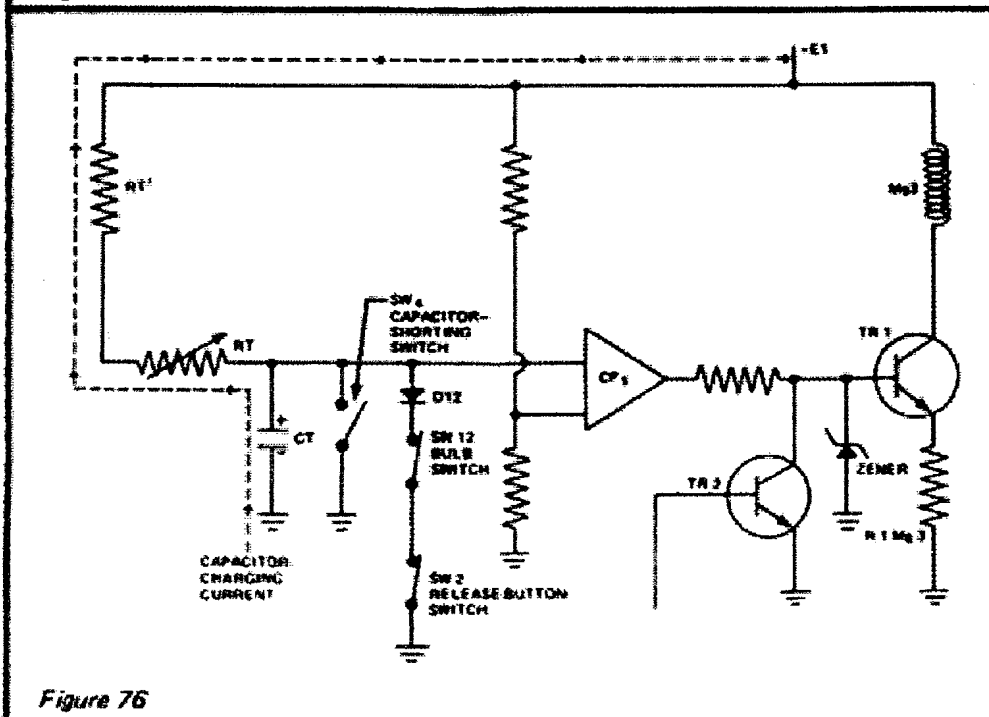 +E1
RT'
Mg3
SW4
CAPACITOR-
SHORTING
SWITCH
RT
TR 1
D12
CP5
CT
SW 12
BULB
SWITCH
ZENER
TR 2
R 1 Mg 3
CAPACITOR
CHARGING
CURRENT
SW 2
RELEASE-BUTTON
SWITCH
Figure 76